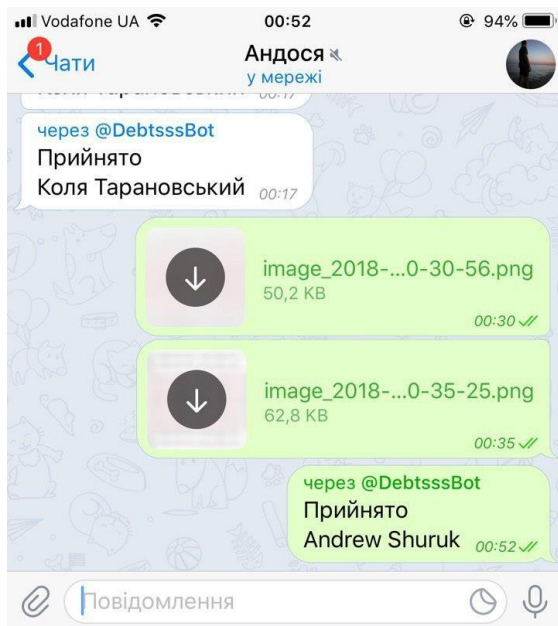 Vodafone UA 00:52 94%
1
Чати
Андося
у мережі
00:17
через @DebtsssBot
Прийнято
Коля Тарановський 00:17
image_2018-...0-30-56.png
50,2 KB
00:30
image_2018-...0-35-25.png
62,8 KB
00:35
через @DebtsssBot
Прийнято
Andrew Shuruk 00:52
Повідомлення